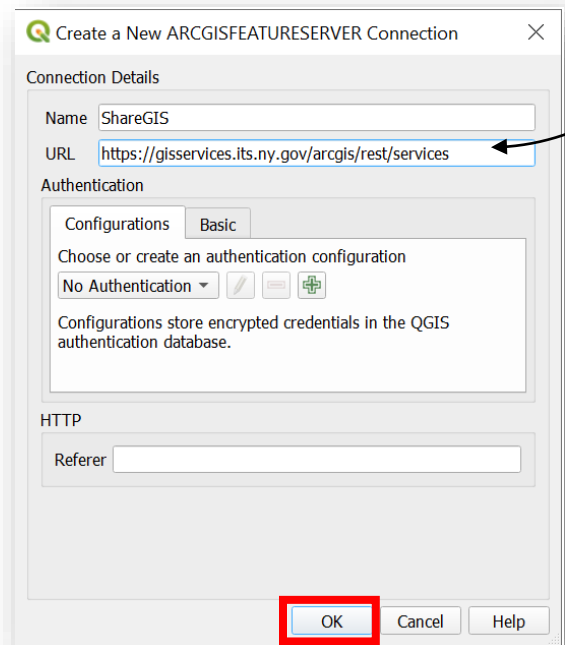 Create a New ARCGISFEATURESERVER Connection
Connection Details
Name ShareGIS
URL https://gisservices.its.ny.gov/arcgis/rest/services
Authentication
Configurations Basic
Choose or create an authentication configuration
No Authentication
Configurations store encrypted credentials in the QGIS
authentication database.
HTTP
Referer
OK Cancel Help